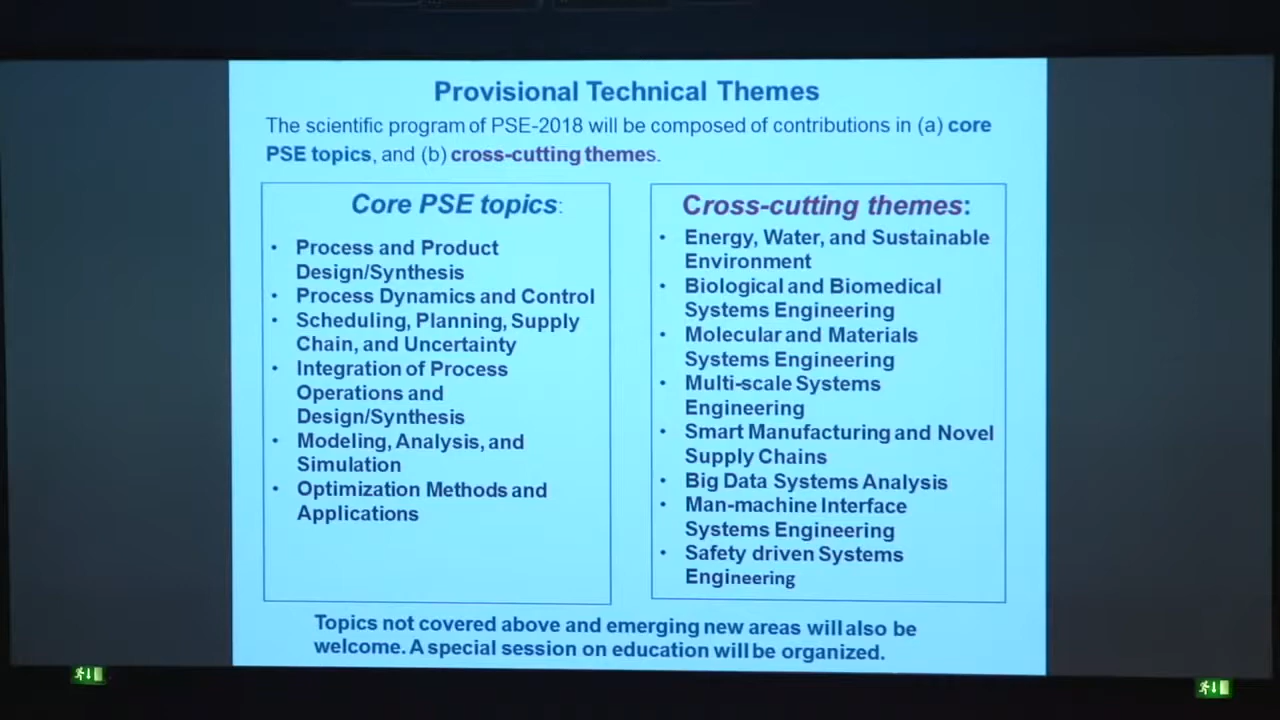 Provisional Technical Themes
The scientific program of PSE-2018 will be composed of contributions in (a) core
PSE topics, and (b) cross-cutting themes.
Core PSE topics:
• Process and Product
Design/Synthesis
• Process Dynamics and Control
• Scheduling, Planning, Supply
Chain, and Uncertainty
• Integration of Process
Operations and
Design/Synthesis
• Modeling, Analysis, and
Simulation
• Optimization Methods and
Applications
Cross-cutting themes:
• Energy, Water, and Sustainable
Environment
• Biological and Biomedical
Systems Engineering
• Molecular and Materials
Systems Engineering
• Multi-scale Systems
Engineering
• Smart Manufacturing and Novel
Supply Chains
• Big Data Systems Analysis
• Man-machine Interface
Systems Engineering
• Safety driven Systems
Engineering
Topics not covered above and emerging new areas will also be
welcome. A special session on education will be organized.